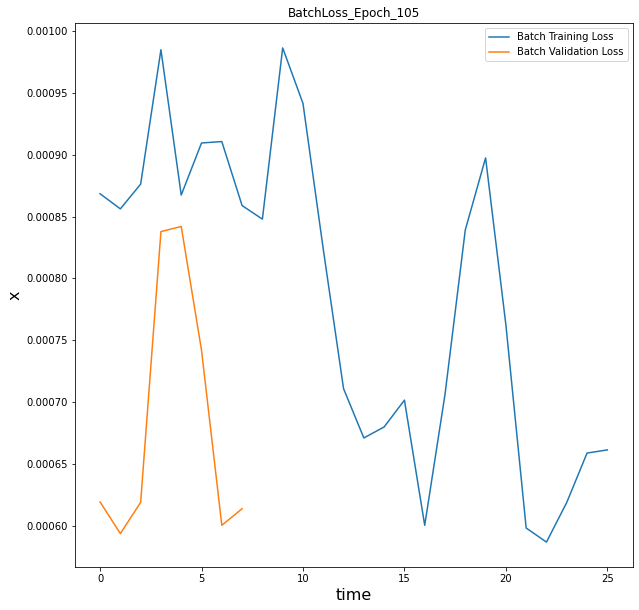 BatchLoss_Epoch_105
Batch Training Loss
Batch Validation Loss
0.00100
0.00095
0.00090
0.00085
0.00080
0.00075
0.00070
0.00065
0.00060
x
0 5 10 15 20 25
time